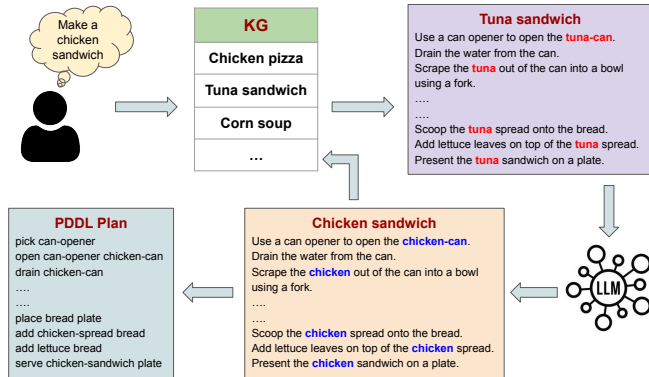 Make a
chicken
sandwich
KG
Chicken pizza
Tuna sandwich
Corn soup
...
Tuna sandwich
Use a can opener to open the tuna-can.
Drain the water from the can.
Scrape the tuna out of the can into a bowl
using a fork.
....
....
Scoop the tuna spread onto the bread.
Add lettuce leaves on top of the tuna spread.
Present the tuna sandwich on a plate.
LLM
Chicken sandwich
Use a can opener to open the chicken-can.
Drain the water from the can.
Scrape the chicken out of the can into a bowl
using a fork.
....
....
Scoop the chicken spread onto the bread.
Add lettuce leaves on top of the chicken spread.
Present the chicken sandwich on a plate.
PDDL Plan
pick can-opener
open can-opener chicken-can
drain chicken-can
....
....
place bread plate
add chicken-spread bread
add lettuce bread
serve chicken-sandwich plate